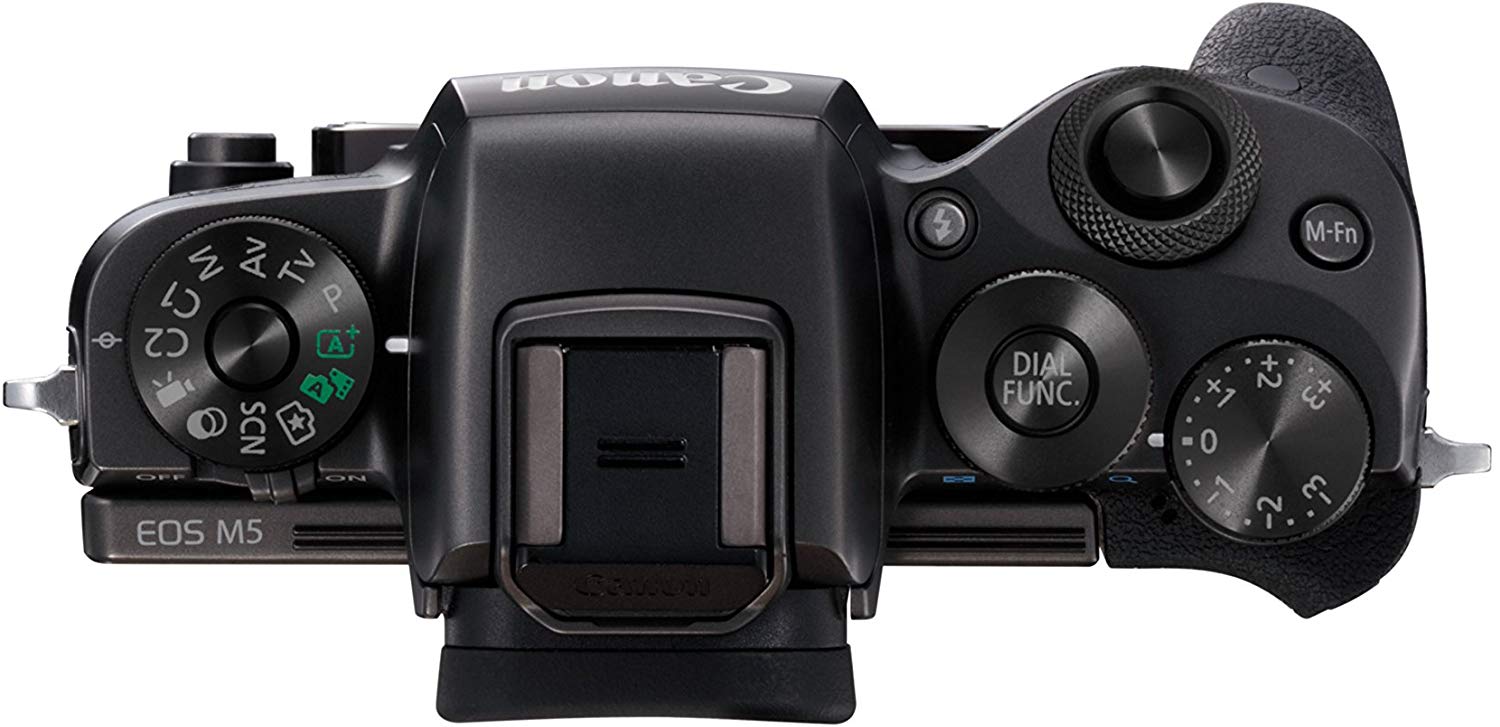 Canon
M-Fn
M
Av
Tv
P
C1
C2
A+
A
SCN
DIAL
FUNC.
+1
+2
+3
0
-1
-2
-3
OFF
ON
EOS M5
Canon